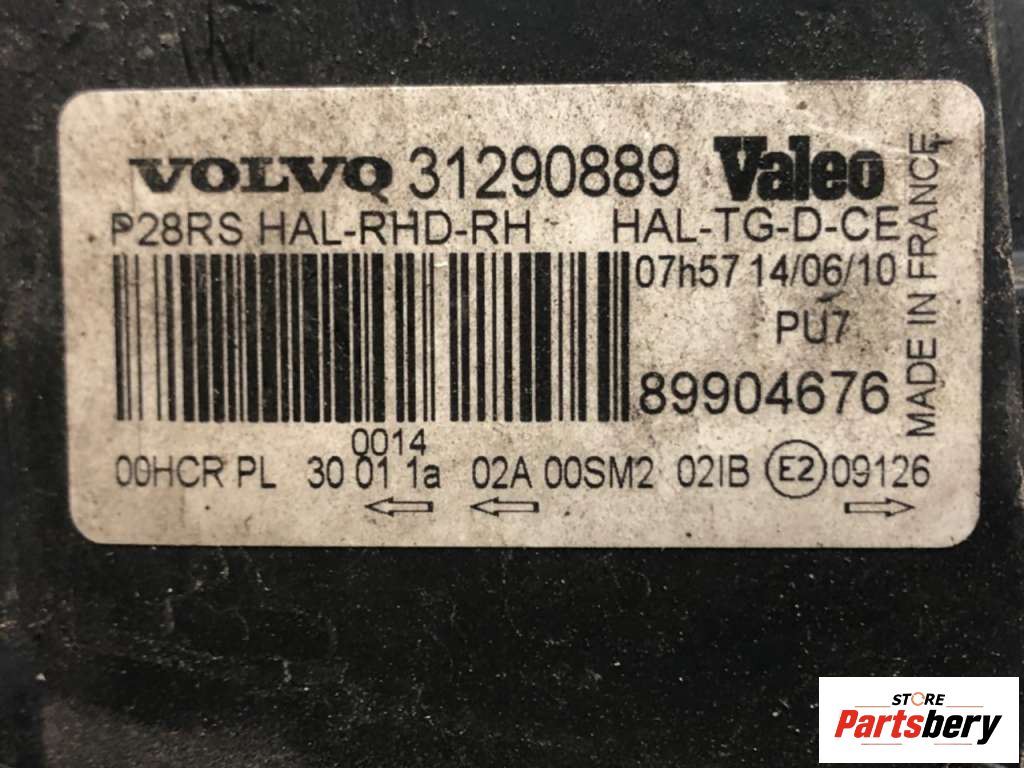 VOLVO 31290889 Valeo
P28RS HAL-RHD-RH HAL-TG-D-CE
07h57 14/06/10
PU7
89904676
MADE IN FRANCE
0014
00HCR PL 30 01 1a 02A 00SM2 02IB E2 09126
STORE
Partsbery